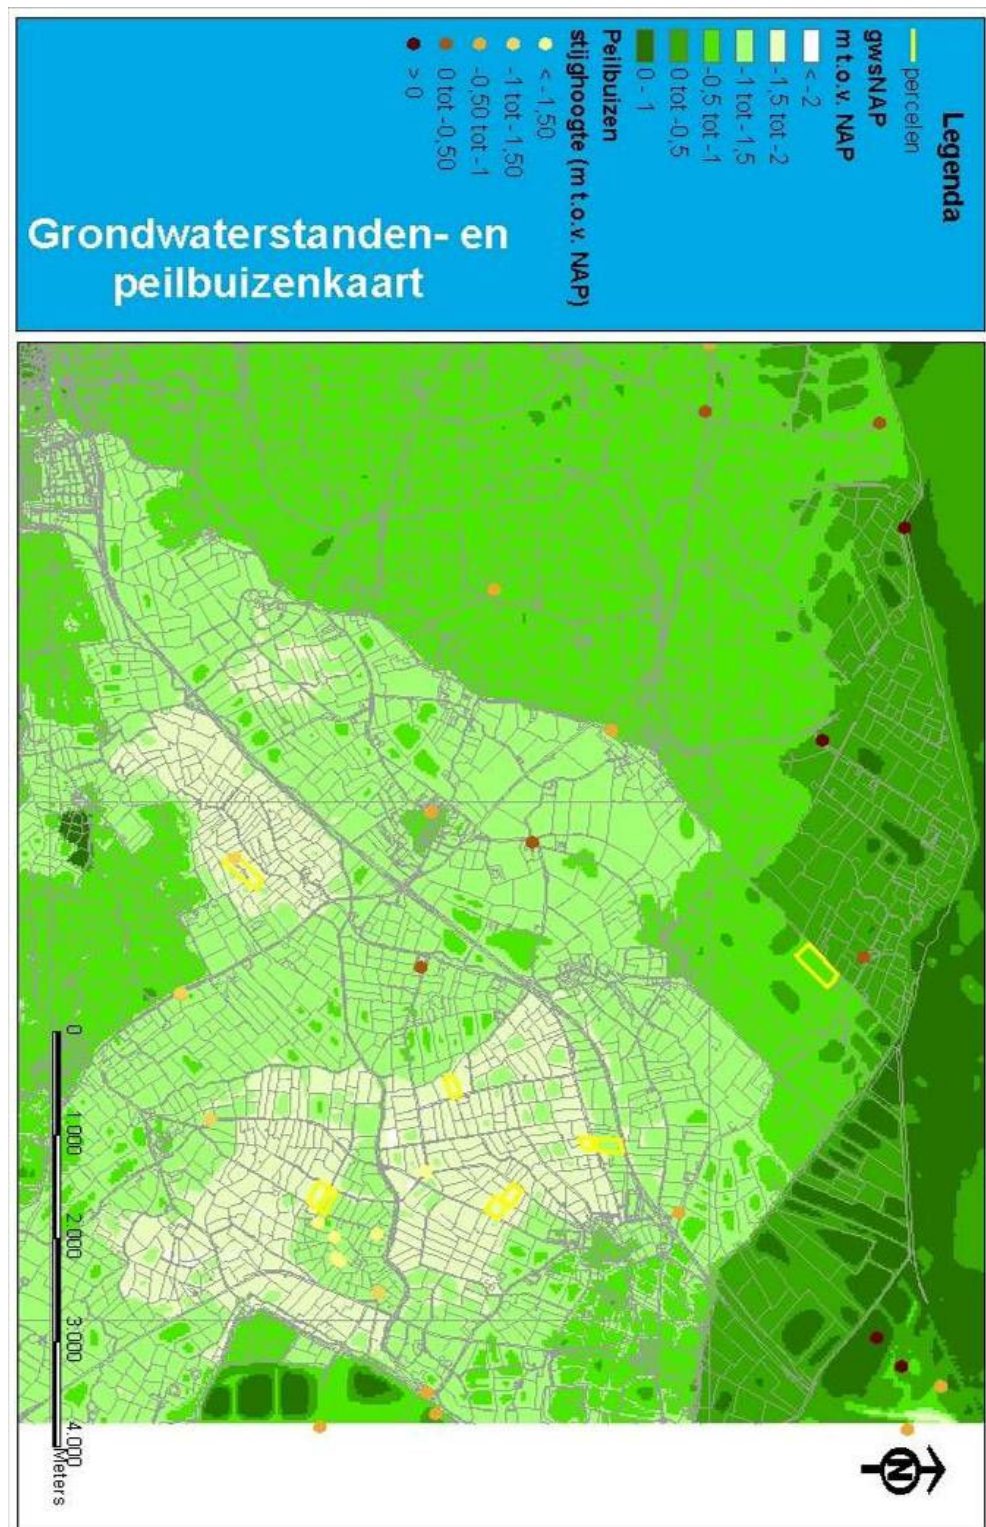 Legenda
percelen
gwsNAP
m t.o.v. NAP
< -2
-1,5 tot -2
-1 tot -1,5
-0,5 tot -1
0 tot -0,5
0 - 1
Peilbuizen
stijghoogte (m t.o.v. NAP)
< -1,50
-1 tot -1,50
-0,50 tot -1
0 tot -0,50
> 0
Grondwaterstanden- en
peilbuizenkaart
0
1.000
2.000
3.000
4.000
Meters
N